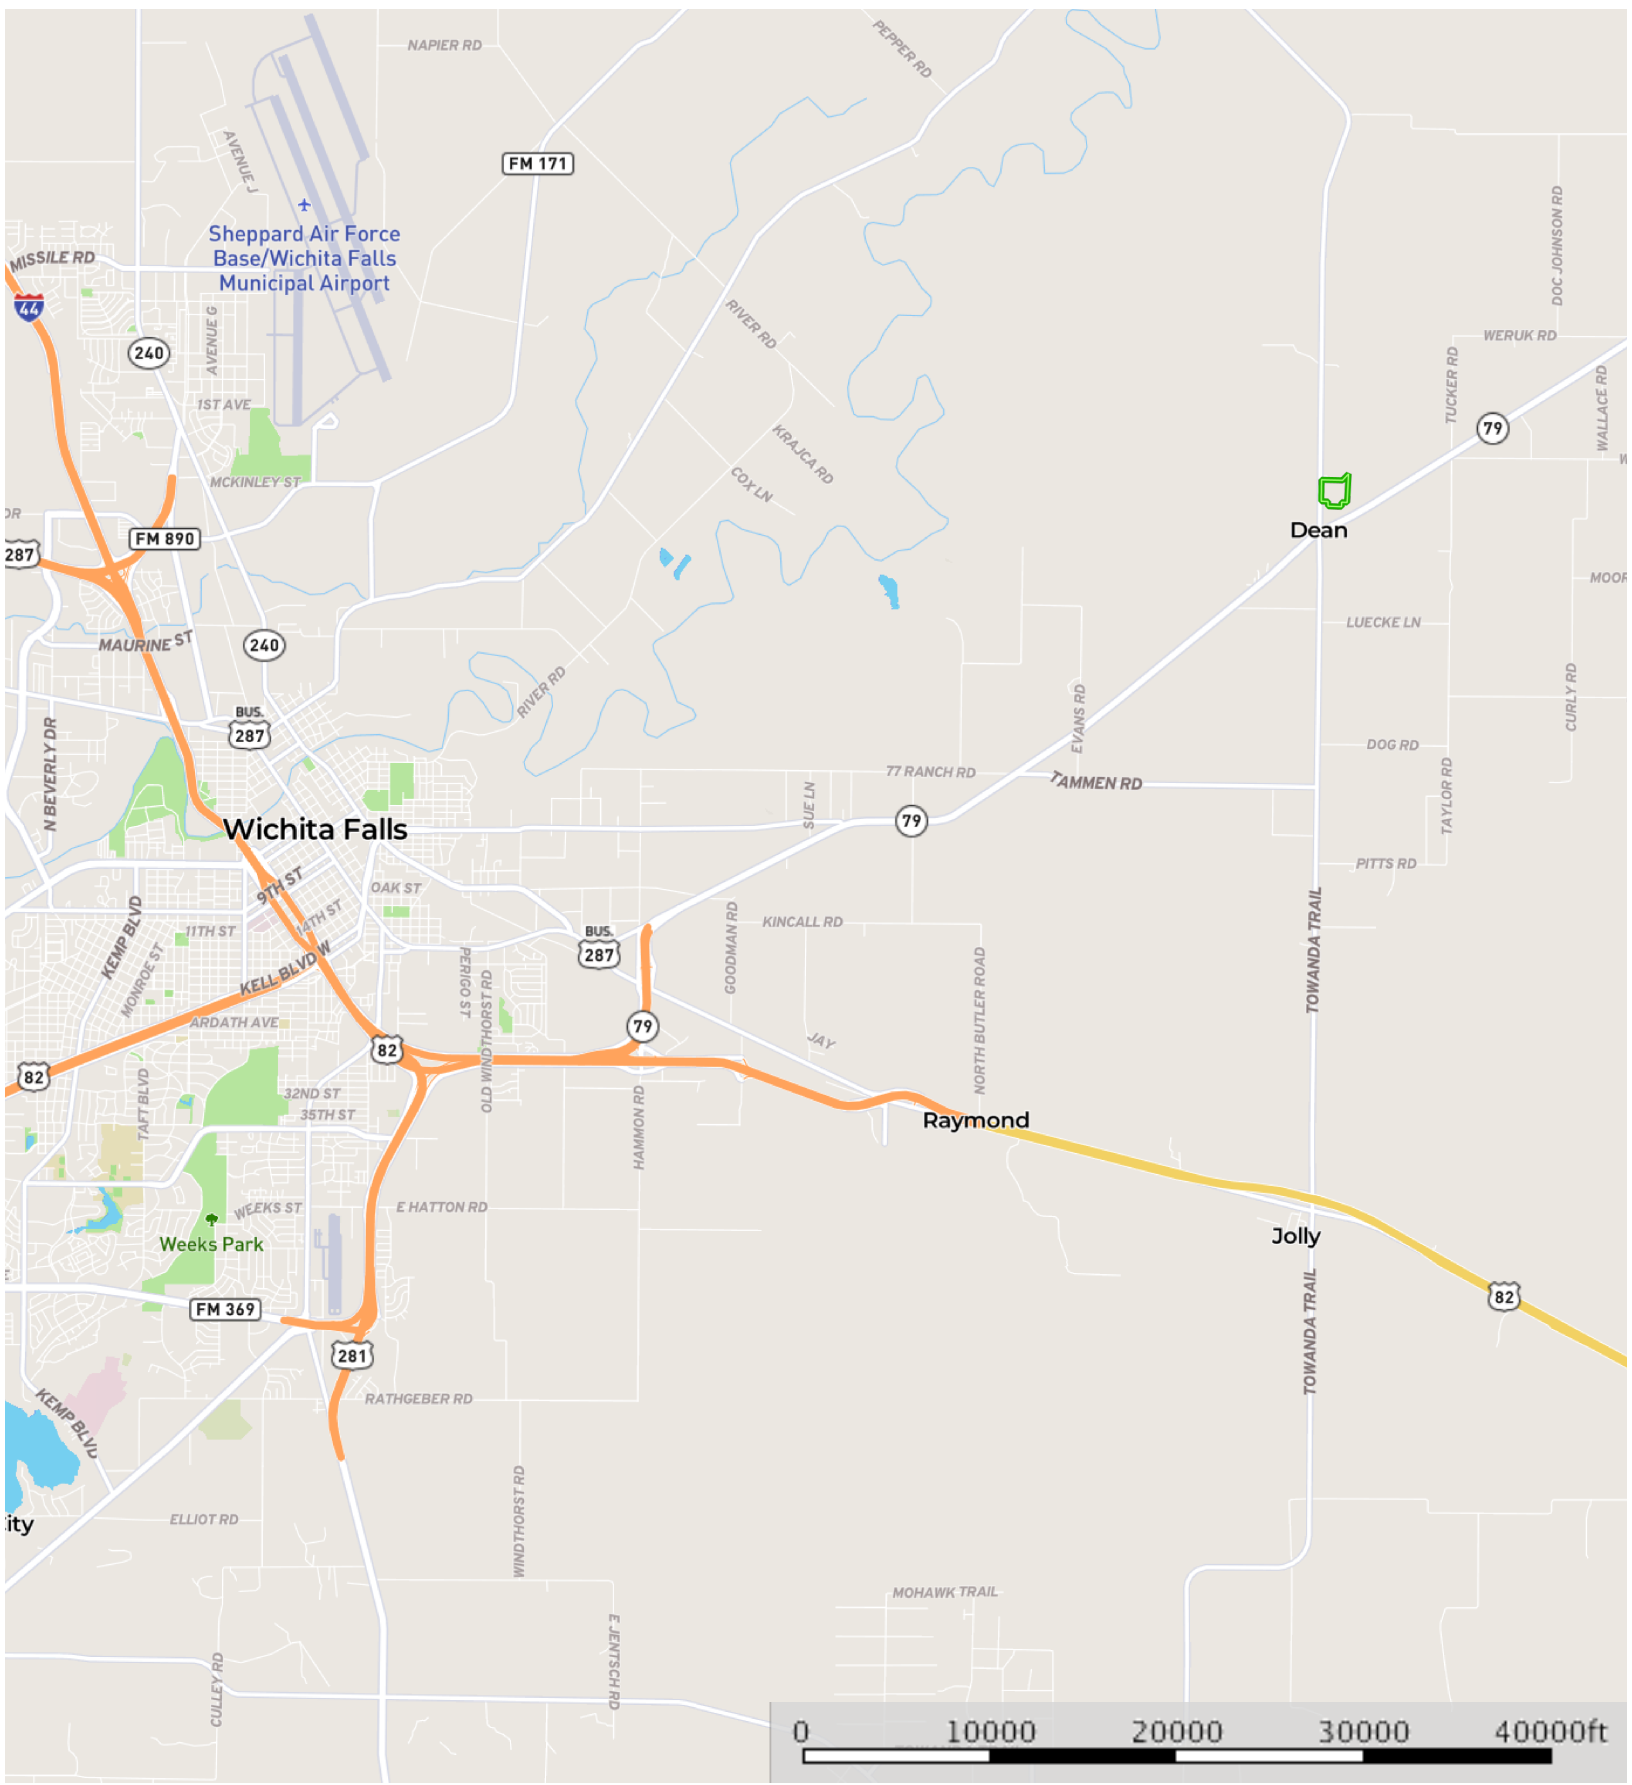 NAPIER RD
PEPPER RD
FM 171
AVENUE J
DOC JOHNSON RD
Sheppard Air Force
Base/Wichita Falls
Municipal Airport
MISSILE RD
44
240
AVENUE G
RIVER RD
WERUK RD
TUCKER RD
WALLACE RD
1ST AVE
79
KRAJCA RD
COX LN
MCKINLEY ST
DR
FM 890
287
Dean
MOOR
LUECKE LN
MAURINE ST
240
RIVER RD
CURLY RD
EVANS RD
BUS.
287
N BEVERLY DR
DOG RD
77 RANCH RD
TAMMEN RD
TAYLOR RD
SUE LN
79
Wichita Falls
PITTS RD
9TH ST
OAK ST
14TH ST
11TH ST
KEMP BLVD
MONROE ST
KELL BLVD W
BUS.
287
KINCALL RD
GOODMAN RD
TOWANDA TRAIL
PERIGO ST
OLD WINDTHORST RD
NORTH BUTLER ROAD
ARDATH AVE
79
JAY
82
82
TAFT BLVD
32ND ST
35TH ST
HAMMON RD
Raymond
WEEKS ST
E HATTON RD
Weeks Park
Jolly
E
FM 369
82
TOWANDA TRAIL
281
RATHGEBER RD
KEMP BLVD
WINDTHORST RD
ity
ELLIOT RD
MOHAWK TRAIL
E JENTSCH RD
CULLEY RD
0 10000 20000 30000 40000ft